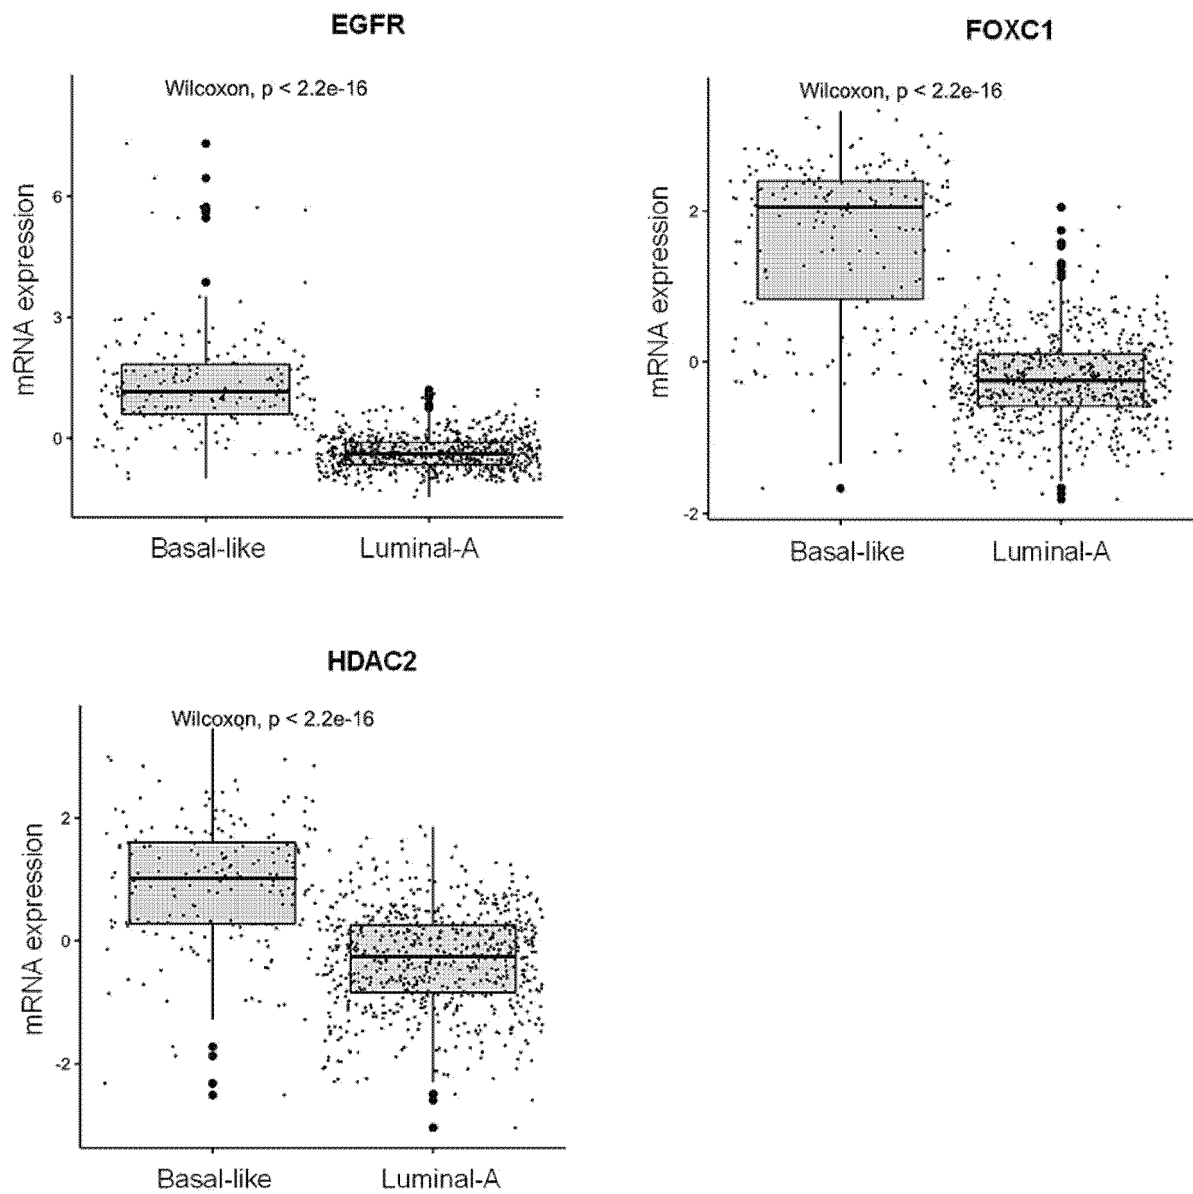 EGFR
Wilcoxon, p < 2.2e-16
mRNA expression
6
3
0
Basal-like
Luminal-A
FOXC1
Wilcoxon, p < 2.2e-16
mRNA expression
2
0
-2
Basal-like
Luminal-A
HDAC2
Wilcoxon, p < 2.2e-16
mRNA expression
2
0
-2
Basal-like
Luminal-A